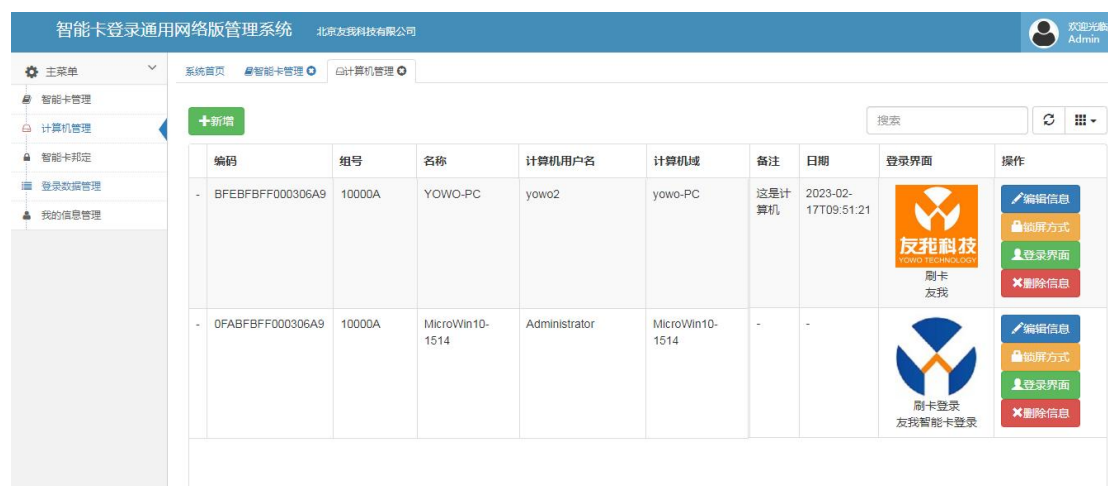 智能卡登录通用网络版管理系统 北京友我科技有限公司
欢迎光临
Admin
主菜单
智能卡管理
计算机管理
智能卡邦定
登录数据管理
我的信息管理
系统首页 智能卡管理 计算机管理
新增
搜索
编码 组号 名称 计算机用户名 计算机域 备注 日期 登录界面 操作
- BFEBFBFF000306A9 10000A YOWO-PC yowo2 yowo-PC 这是计 2023-02-
算机 17T09:51:21
友我科技
YOWO TECHNOLOGY
刷卡
友我
编辑信息
锁屏方式
登录界面
删除信息
- 0FABFBFF000306A9 10000A MicroWin10- Administrator MicroWin10- - -
1514 1514
刷卡登录
友我智能卡登录
编辑信息
锁屏方式
登录界面
删除信息